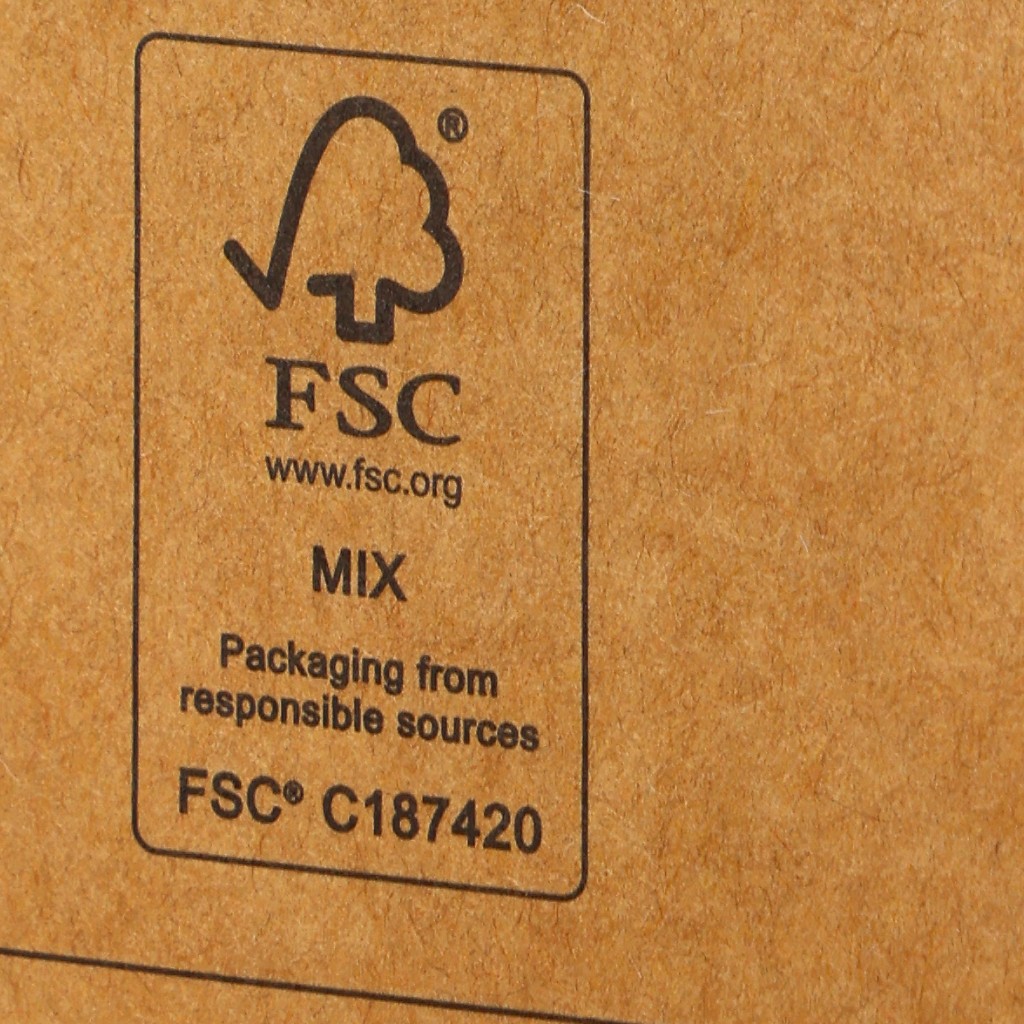 ®
FSC
www.fsc.org
MIX
Packaging from
responsible sources
FSC® C187420